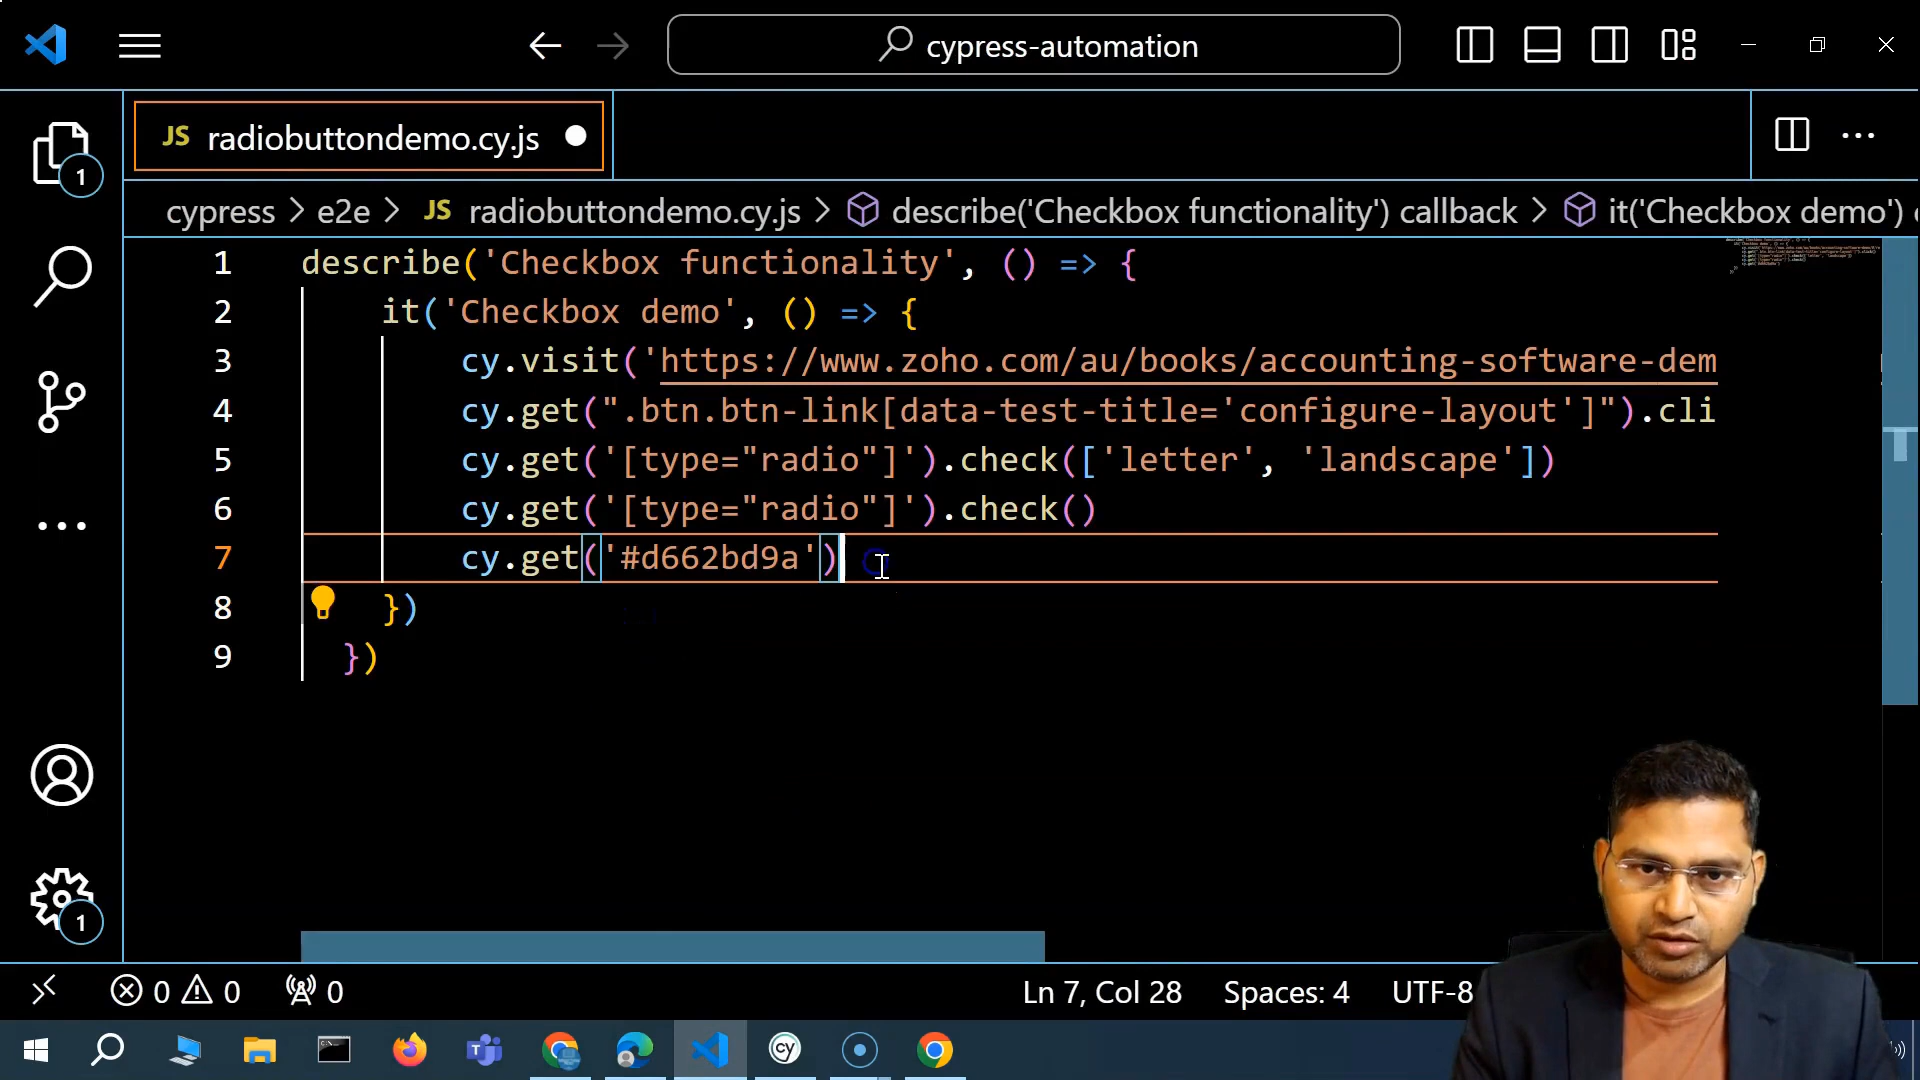 cypress-automation
JS radiobuttondemo.cy.js
cypress > e2e > JS radiobuttondemo.cy.js > describe('Checkbox functionality') callback > it('Checkbox demo') c
1 describe('Checkbox functionality', () => {
2 it('Checkbox demo', () => {
3 cy.visit('https://www.zoho.com/au/books/accounting-software-dem
4 cy.get(".btn.btn-link[data-test-title='configure-layout']").cli
5 cy.get('[type="radio"]').check(['letter', 'landscape'])
6 cy.get('[type="radio"]').check()
7 cy.get('#d662bd9a')
8 })
9 })
1
1
0 0 0 Ln 7, Col 28 Spaces: 4 UTF-8
cy